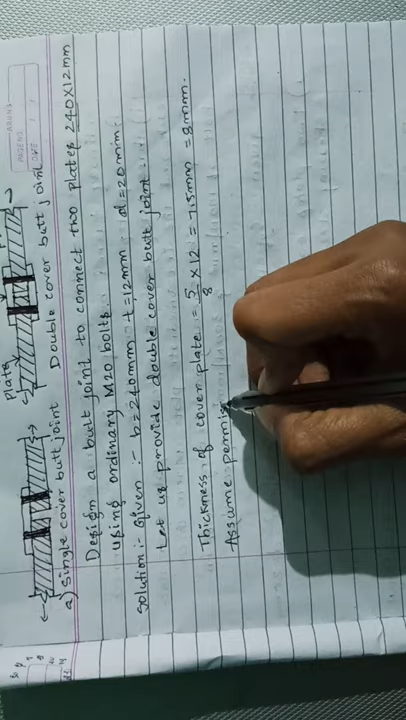 plate
a) Single cover butt joint Double cover butt joint
Design a butt joint to connect two plates 240X12mm
using ordinary M20 bolts.
Solution:- Given :- b=240mm t=12mm d=20mm.
Let us provide double cover butt joint
Thickness of cover plate = 5/8 X 12 = 7.5mm = 8mm.
Assume permis